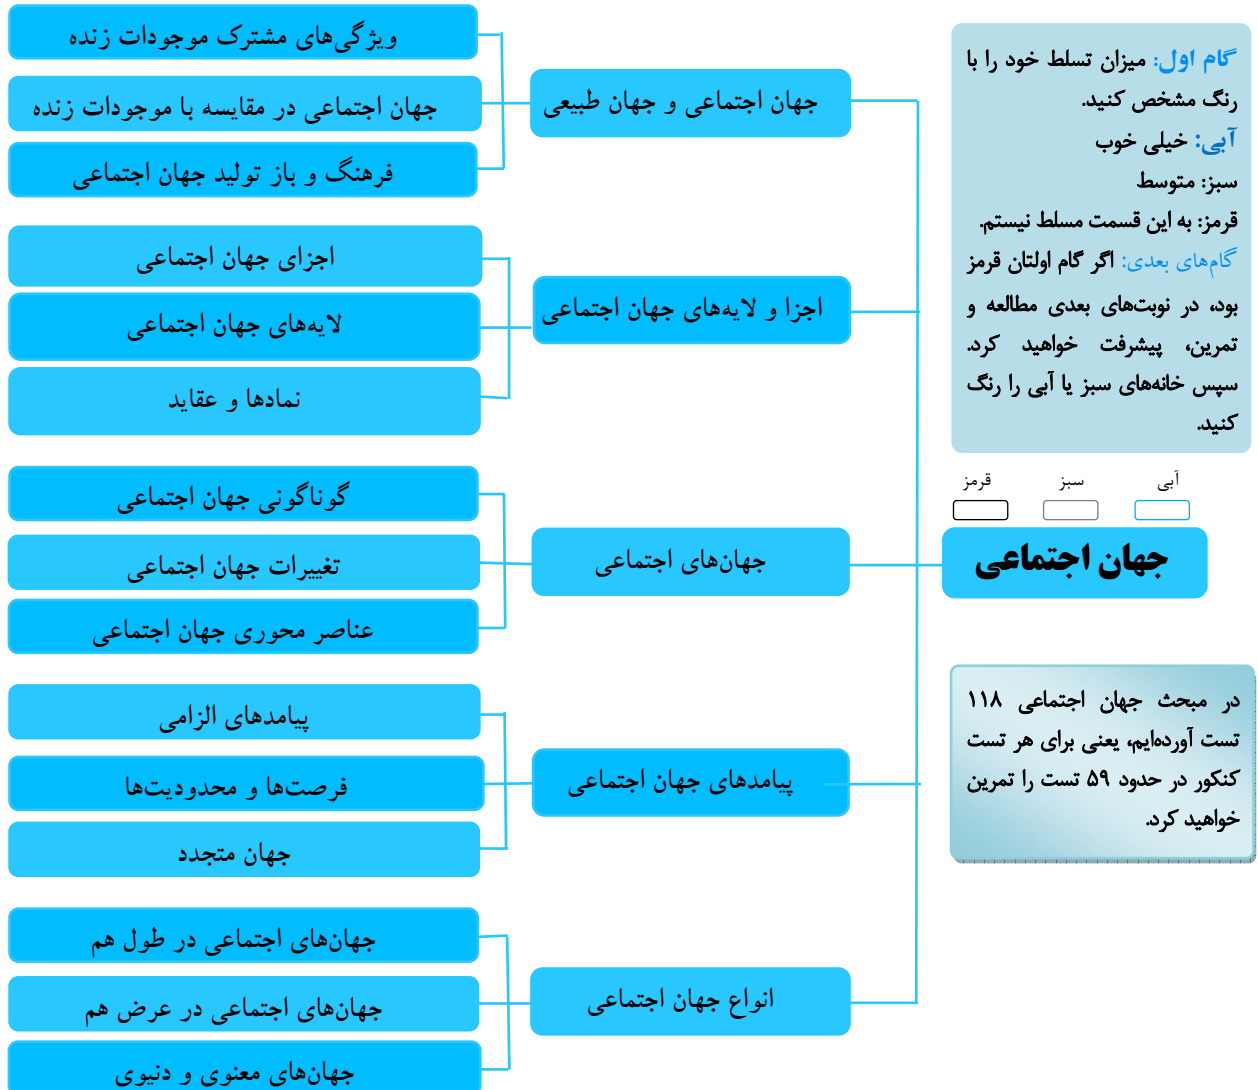 گام اول: میزان تسلط خود را با
رنگ مشخص کنید.
آبی: خیلی خوب
سبز: متوسط
قرمز: به این قسمت مسلط نیستم.
گام‌های بعدی: اگر گام اولتان قرمز
بود، در نوبت‌های بعدی مطالعه و
تمرین، پیشرفت خواهید کرد.
سپس خانه‌های سبز یا آبی را رنگ
کنید.
آبی سبز قرمز
جهان اجتماعی
در مبحث جهان اجتماعی ۱۱۸
تست آورده‌ایم، یعنی برای هر تست
کنکور در حدود ۵۹ تست را تمرین
خواهید کرد.
جهان اجتماعی و جهان طبیعی
ویژگی‌های مشترک موجودات زنده
جهان اجتماعی در مقایسه با موجودات زنده
فرهنگ و باز تولید جهان اجتماعی
اجزا و لایه‌های جهان اجتماعی
اجزای جهان اجتماعی
لایه‌های جهان اجتماعی
نمادها و عقاید
جهان‌های اجتماعی
گوناگونی جهان اجتماعی
تغییرات جهان اجتماعی
عناصر محوری جهان اجتماعی
پیامدهای جهان اجتماعی
پیامدهای الزامی
فرصت‌ها و محدودیت‌ها
جهان متجدد
انواع جهان اجتماعی
جهان‌های اجتماعی در طول هم
جهان‌های اجتماعی در عرض هم
جهان‌های معنوی و دنیوی